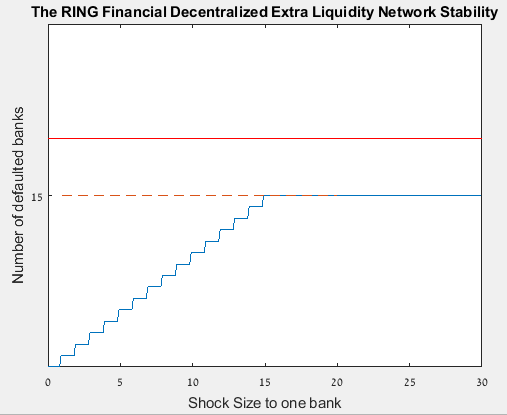 The RING Financial Decentralized Extra Liquidity Network Stability
Number of defaulted banks
15
0 5 10 15 20 25 30
Shock Size to one bank